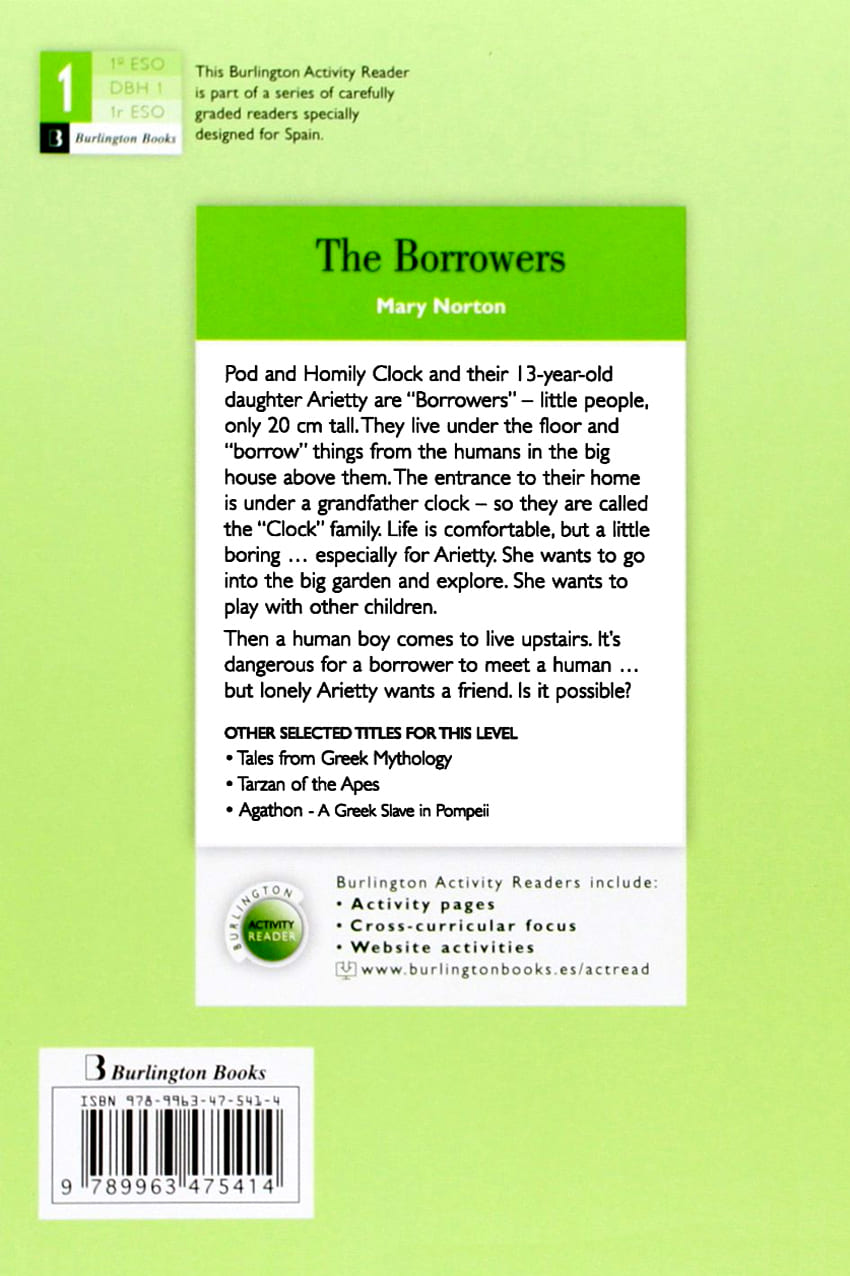 1
1º ESO
DBH 1
1r ESO
B Burlington Books
This Burlington Activity Reader
is part of a series of carefully
graded readers specially
designed for Spain.
The Borrowers
Mary Norton
Pod and Homily Clock and their 13-year-old
daughter Arietty are “Borrowers” – little people,
only 20 cm tall. They live under the floor and
“borrow” things from the humans in the big
house above them. The entrance to their home
is under a grandfather clock – so they are called
the “Clock” family. Life is comfortable, but a little
boring ... especially for Arietty. She wants to go
into the big garden and explore. She wants to
play with other children.
Then a human boy comes to live upstairs. It’s
dangerous for a borrower to meet a human ...
but lonely Arietty wants a friend. Is it possible?
OTHER SELECTED TITLES FOR THIS LEVEL
• Tales from Greek Mythology
• Tarzan of the Apes
• Agathon - A Greek Slave in Pompeii
BURLINGTON
ACTIVITY
READER
Burlington Activity Readers include:
• Activity pages
• Cross-curricular focus
• Website activities
www.burlingtonbooks.es/actread
B Burlington Books
ISBN 978-9963-47-541-4
9 789963 475414